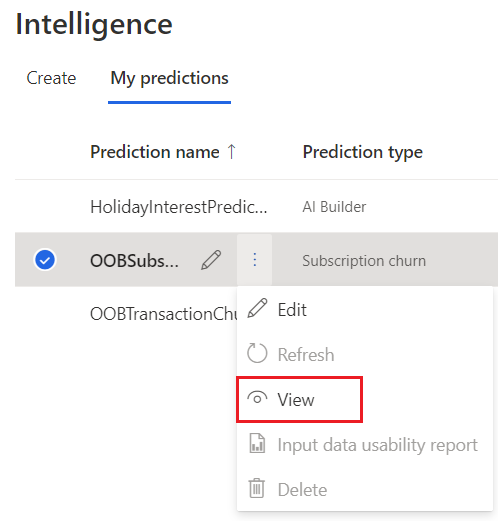 Intelligence
Create My predictions
Prediction name ↑ Prediction type
HolidayInterestPredic... AI Builder
OOBSubs... Subscription churn
OOBTransactionChu
Edit
Refresh
View
Input data usability report
Delete